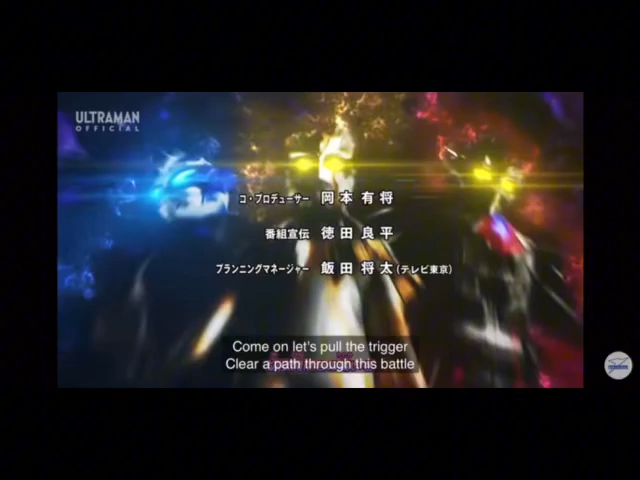 ULTRAMAN
OFFICIAL
コ・プロデューサー 岡本 有将
番組宣伝 徳田良平
プランニングマネージャー 飯田 将太(テレビ東京)
Come on let's pull the trigger
Clear a path through this battle